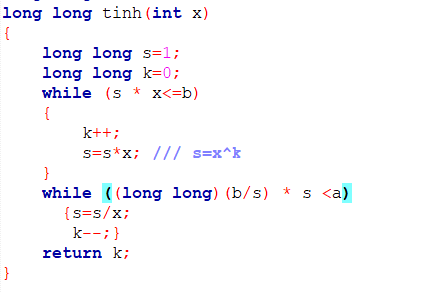 long long tinh(int x)
{
    long long s=1;
    long long k=0;
    while (s * x<=b)
    {
        k++;
        s=s*x; /// s=x^k
    }
    while ((long long)(b/s) * s <a)
      {s=s/x;
       k--;}
    return k;
}